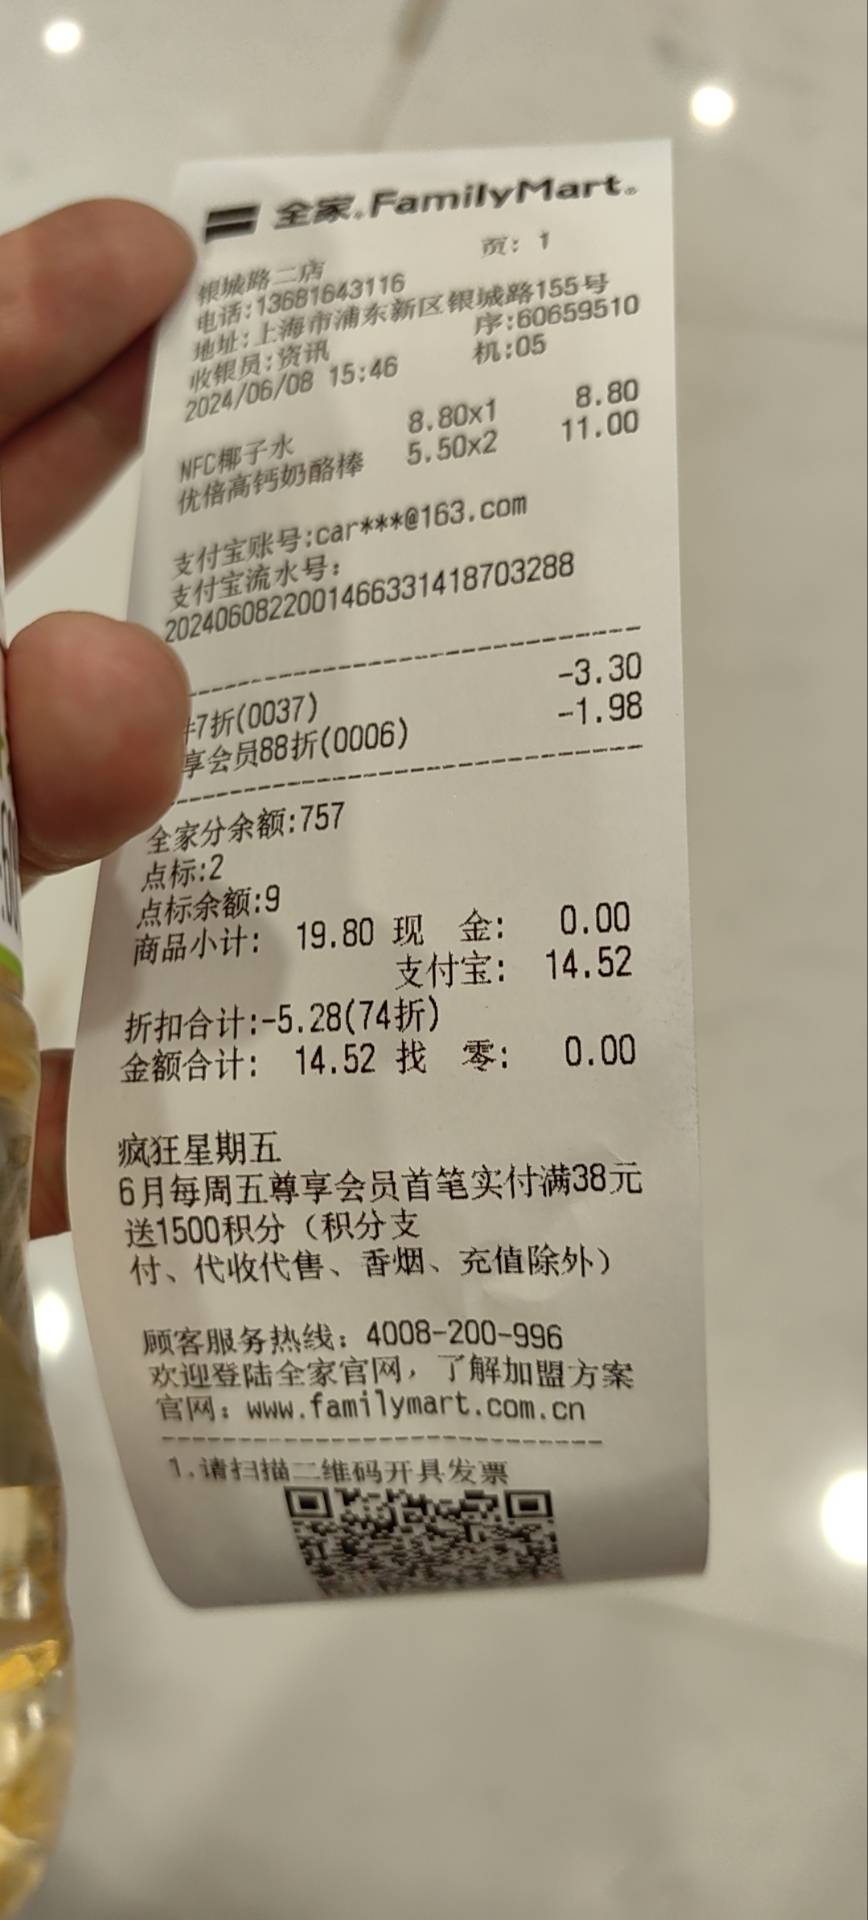 全家.FamilyMart.
页: 1
银城路二店
电话:13681643116
地址:上海市浦东新区银城路155号
收银员:资讯 序:60659510
2024/06/08 15:46 机:05
NFC椰子水 8.80x1 8.80
优倍高钙奶酪棒 5.50x2 11.00
支付宝账号:car***@163.com
支付宝流水号:
2024060822001466331418703288
7折(0037) -3.30
享会员88折(0006) -1.98
全家分余额:757
点标:2
点标余额:9
商品小计: 19.80 现 金: 0.00
支付宝: 14.52
折扣合计:-5.28(74折)
金额合计: 14.52 找 零: 0.00
疯狂星期五
6月每周五尊享会员首笔实付满38元
送1500积分（积分支
付、代收代售、香烟、充值除外）
顾客服务热线: 4008-200-996
欢迎登陆全家官网，了解加盟方案
官网: www.familymart.com.cn
1.请扫描二维码开具发票